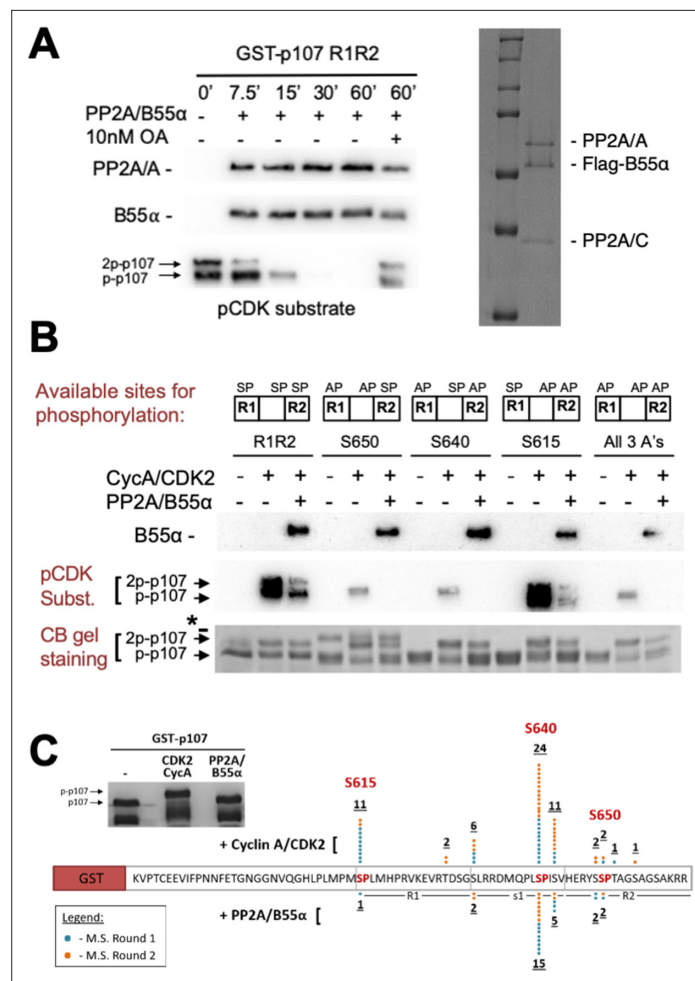 A
GST-p107 R1R2
0' 7.5' 15' 30' 60' 60'
PP2A/B55α - + + + + +
10nM OA - - - - - +
PP2A/A -
B55α -
2p-p107
p-p107
pCDK substrate
- PP2A/A
- Flag-B55α
- PP2A/C
B
Available sites for
phosphorylation:
SP SP SP AP AP SP AP SP AP SP AP AP AP AP AP
R1 R2 R1 R2 R1 R2 R1 R2 R1 R2
R1R2 S650 S640 S615 All 3 A's
CycA/CDK2 - + + - + + - + + - + + - + +
PP2A/B55α - - + - - + - - + - - + - - +
B55α -
pCDK
Subst.
2p-p107
p-p107
*
CB gel
staining
2p-p107
p-p107
C
GST-p107
- CDK2 CycA PP2A/ B55α
p-p107
p107
S615 S640 S650
11 2 6 24 11 2 2 1 1
+ Cyclin A/CDK2 [
GST KVPTCEEVIFPNNFETGNGGNVQGHLPLMPMSPLMHPRVKEVRTDSGSLRRDMQPLSPISVHERYSSPTAGSAGSAKRR
R1 s1 R2
+ PP2A/B55α [
1 2 15 5 2 2
Legend:
- M.S. Round 1
- M.S. Round 2